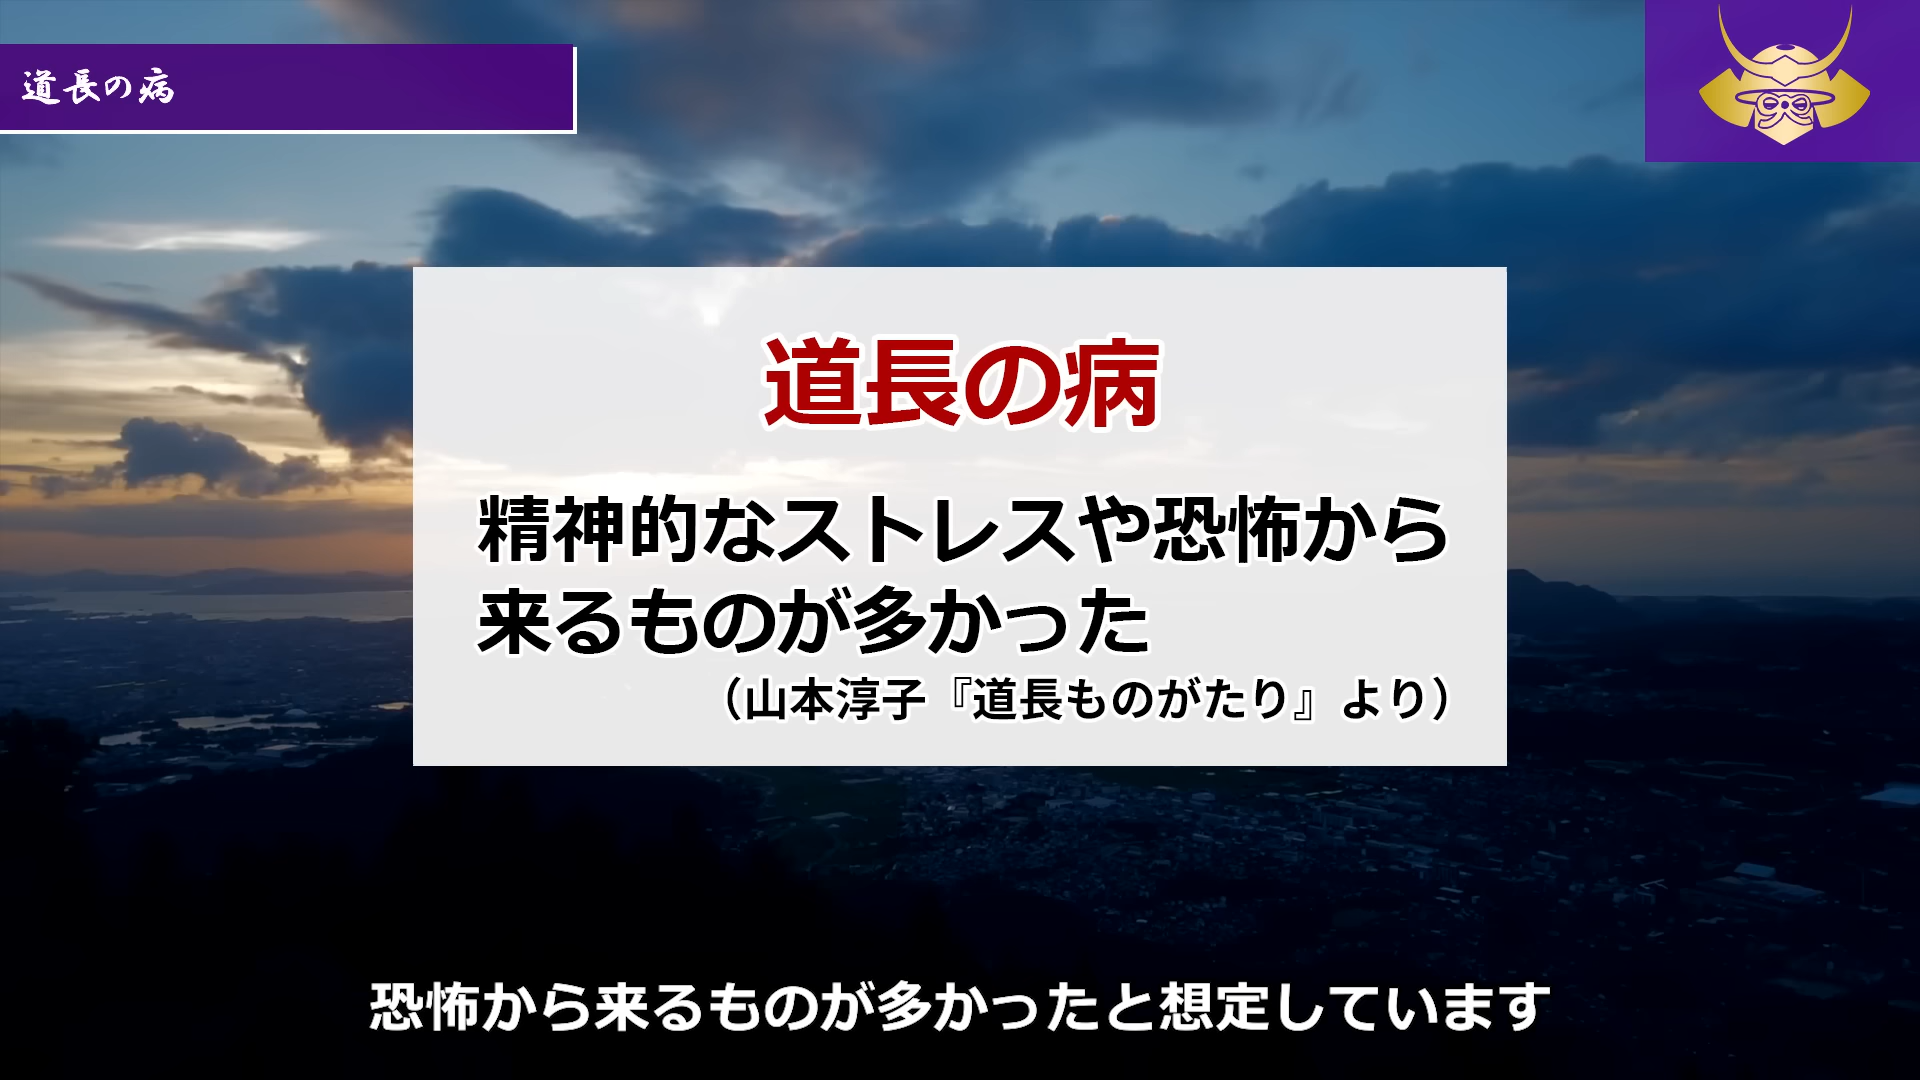 道長の病
道長の病
精神的なストレスや恐怖から
来るものが多かった
（山本淳子『道長ものがたり』より）
恐怖から来るものが多かったと想定しています